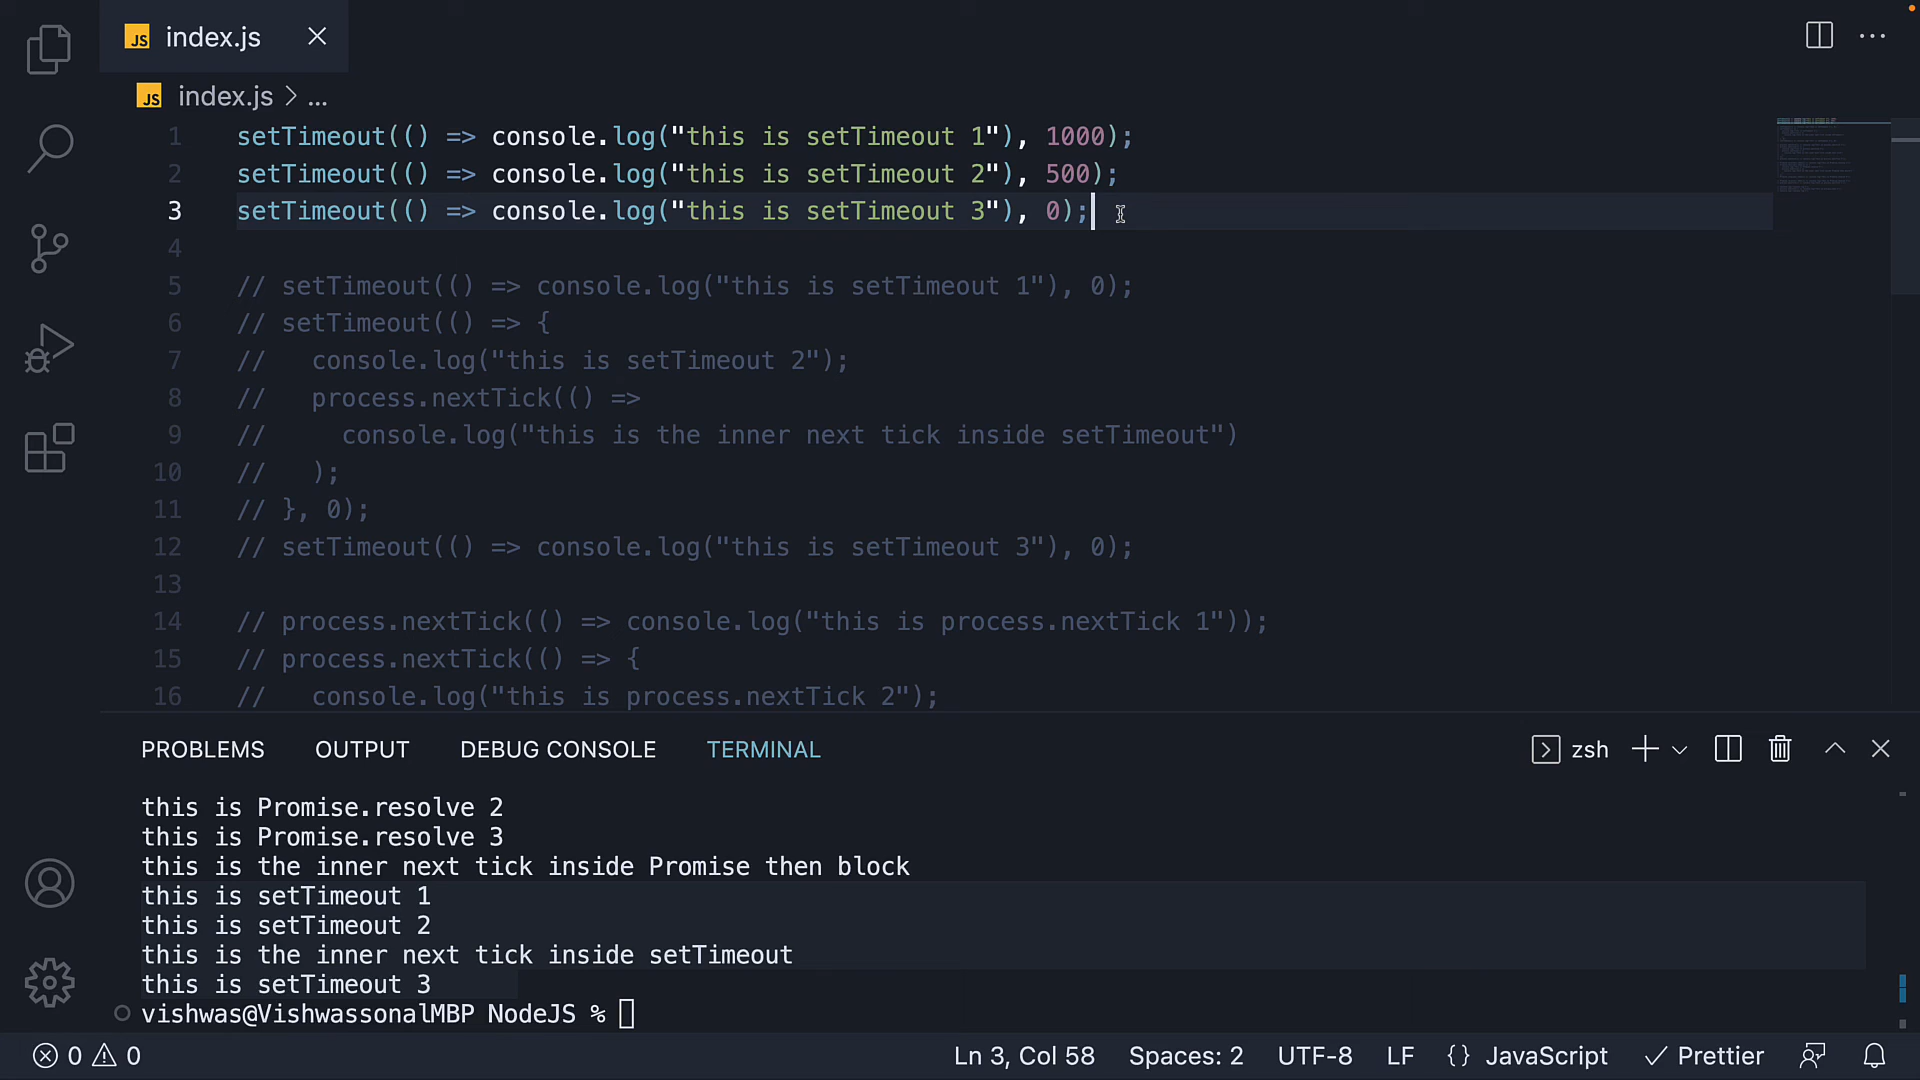 JS index.js
JS index.js > ...
1 setTimeout(() => console.log("this is setTimeout 1"), 1000);
2 setTimeout(() => console.log("this is setTimeout 2"), 500);
3 setTimeout(() => console.log("this is setTimeout 3"), 0);
4
5 // setTimeout(() => console.log("this is setTimeout 1"), 0);
6 // setTimeout(() => {
7 //   console.log("this is setTimeout 2");
8 //   process.nextTick(() =>
9 //     console.log("this is the inner next tick inside setTimeout")
10 //   );
11 // }, 0);
12 // setTimeout(() => console.log("this is setTimeout 3"), 0);
13
14 // process.nextTick(() => console.log("this is process.nextTick 1"));
15 // process.nextTick(() => {
16 //   console.log("this is process.nextTick 2");
PROBLEMS OUTPUT DEBUG CONSOLE TERMINAL zsh
this is Promise.resolve 2
this is Promise.resolve 3
this is the inner next tick inside Promise then block
this is setTimeout 1
this is setTimeout 2
this is the inner next tick inside setTimeout
this is setTimeout 3
vishwas@VishwassonalMBP NodeJS %
0 0 Ln 3, Col 58 Spaces: 2 UTF-8 LF {} JavaScript Prettier